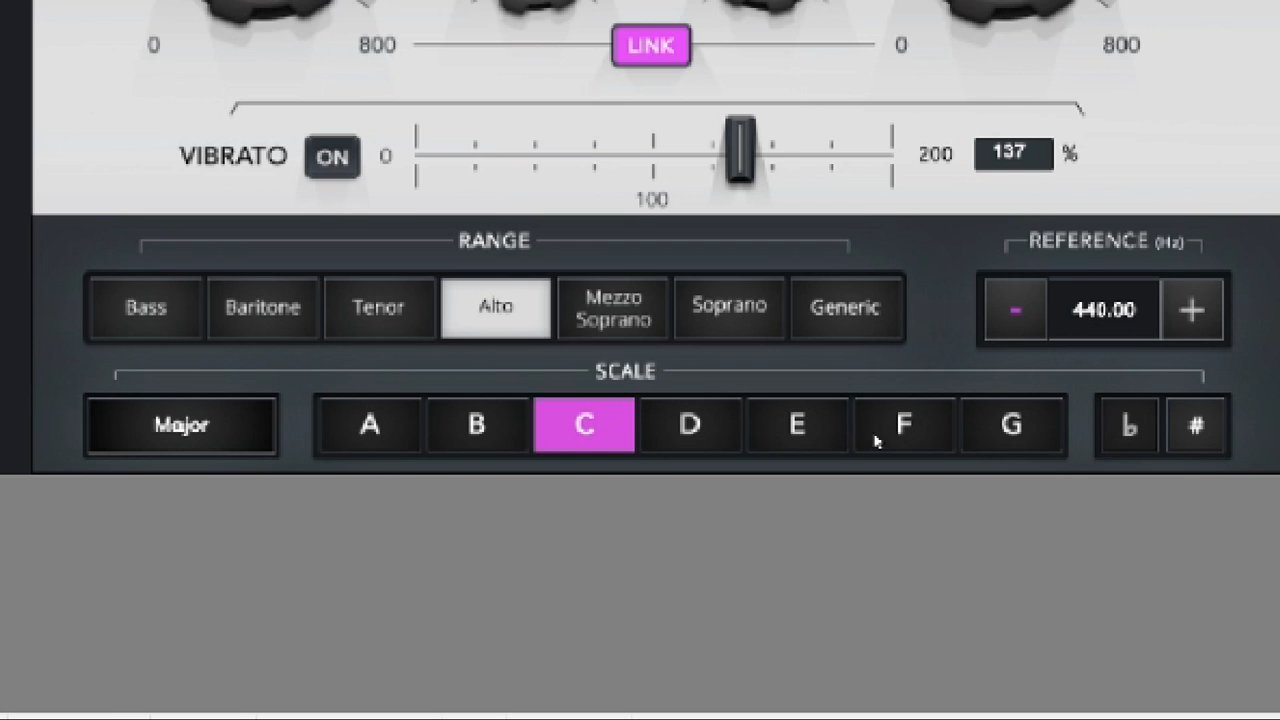 0 800 LINK 0 800
VIBRATO ON 0 200 137 %
100
RANGE REFERENCE (Hz)
Bass Baritone Tenor Alto Mezzo Soprano Soprano Generic - 440.00 +
SCALE
Major A B C D E F G b #